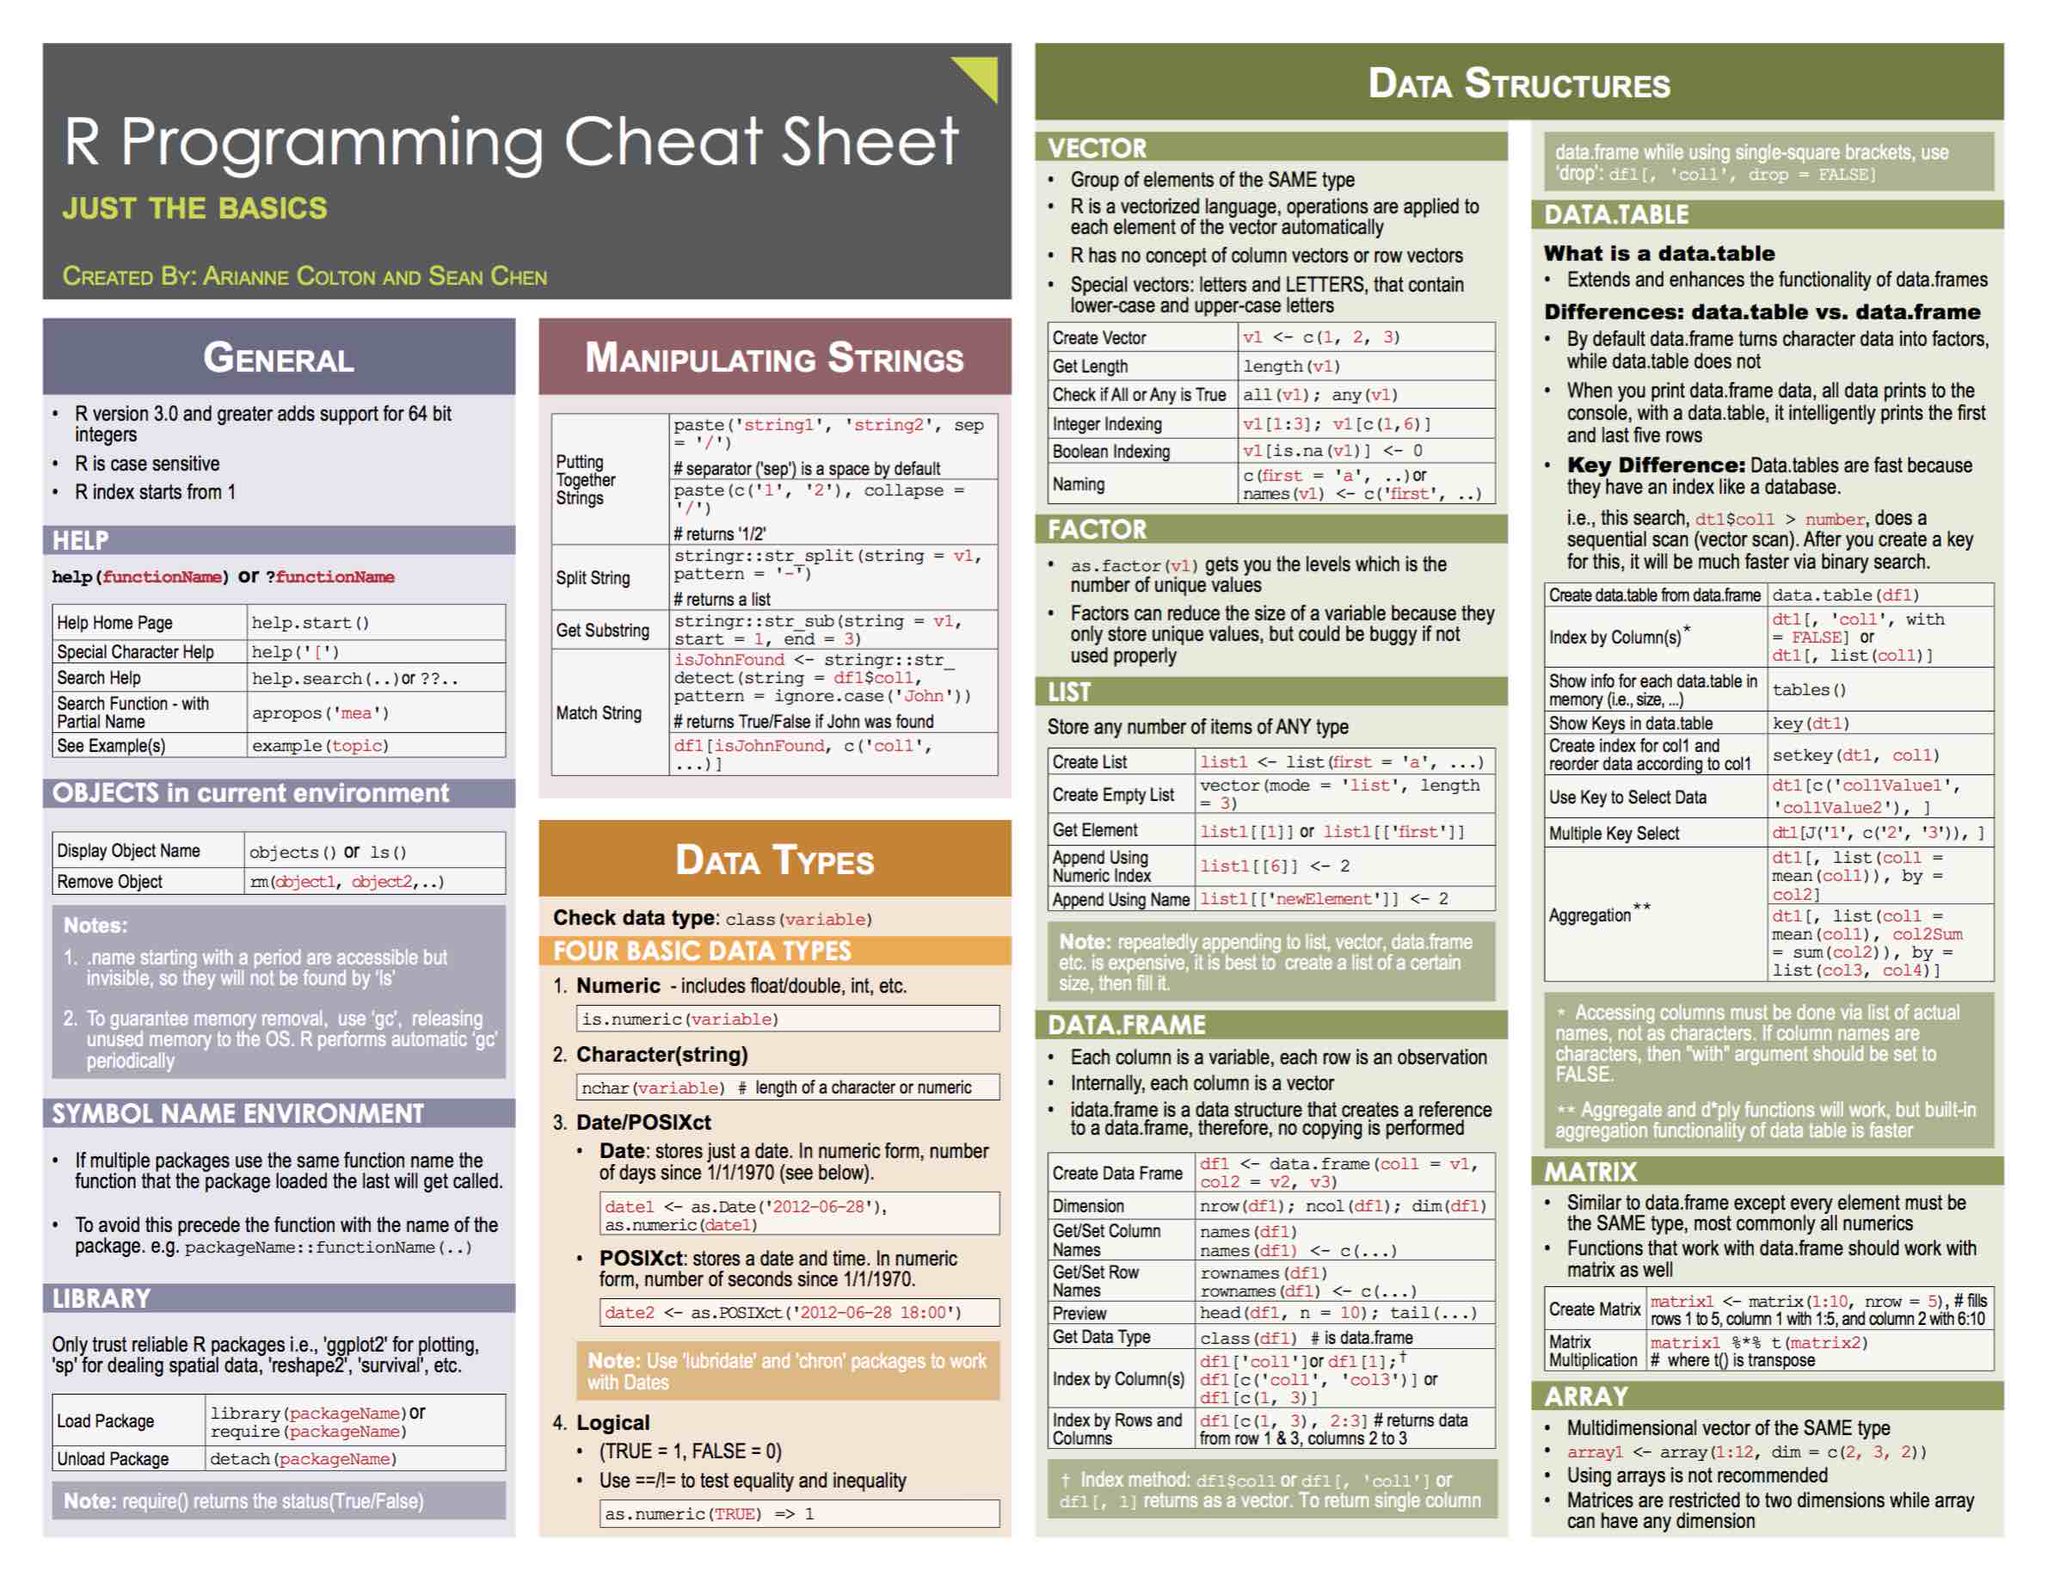 R Programming Cheat Sheet
JUST THE BASICS
CREATED BY: ARIANNE COLTON AND SEAN CHEN
GENERAL
• R version 3.0 and greater adds support for 64 bit
integers
• R is case sensitive
• R index starts from 1
HELP
help(functionName) or ?functionName
Help Home Page help.start()
Special Character Help help('[')
Search Help help.search(..)or ??..
Search Function - with
Partial Name apropos('mea')
See Example(s) example(topic)
OBJECTS in current environment
Display Object Name objects() or ls()
Remove Object rm(object1, object2,..)
Notes:
1. .name starting with a period are accessible but
invisible, so they will not be found by 'ls'
2. To guarantee memory removal, use 'gc', releasing
unused memory to the OS. R performs automatic 'gc'
periodically
SYMBOL NAME ENVIRONMENT
• If multiple packages use the same function name the
function that the package loaded the last will get called.
• To avoid this precede the function with the name of the
package. e.g. packageName::functionName(..)
LIBRARY
Only trust reliable R packages i.e., 'ggplot2' for plotting,
'sp' for dealing spatial data, 'reshape2', 'survival', etc.
Load Package library(packageName)or
require(packageName)
Unload Package detach(packageName)
Note: require() returns the status(True/False)
MANIPULATING STRINGS
Putting
Together
Strings
paste('string1', 'string2', sep
= '/')
# separator ('sep') is a space by default
paste(c('1', '2'), collapse =
'/')
# returns '1/2'
Split String
stringr::str_split(string = v1,
pattern = '-')
# returns a list
Get Substring
stringr::str_sub(string = v1,
start = 1, end = 3)
Match String
isJohnFound <- stringr::str_
detect(string = df1$col1,
pattern = ignore.case('John'))
# returns True/False if John was found
df1[isJohnFound, c('col1',
...)]
DATA TYPES
Check data type: class(variable)
FOUR BASIC DATA TYPES
1. Numeric - includes float/double, int, etc.
is.numeric(variable)
2. Character(string)
nchar(variable) # length of a character or numeric
3. Date/POSIXct
• Date: stores just a date. In numeric form, number
of days since 1/1/1970 (see below).
date1 <- as.Date('2012-06-28'),
as.numeric(date1)
• POSIXct: stores a date and time. In numeric
form, number of seconds since 1/1/1970.
date2 <- as.POSIXct('2012-06-28 18:00')
Note: Use 'lubridate' and 'chron' packages to work
with Dates
4. Logical
• (TRUE = 1, FALSE = 0)
• Use ==/!= to test equality and inequality
as.numeric(TRUE) => 1
DATA STRUCTURES
VECTOR
• Group of elements of the SAME type
• R is a vectorized language, operations are applied to
each element of the vector automatically
• R has no concept of column vectors or row vectors
• Special vectors: letters and LETTERS, that contain
lower-case and upper-case letters
Create Vector v1 <- c(1, 2, 3)
Get Length length(v1)
Check if All or Any is True all(v1); any(v1)
Integer Indexing v1[1:3]; v1[c(1,6)]
Boolean Indexing v1[is.na(v1)] <- 0
Naming c(first = 'a', ..)or
names(v1) <- c('first', ..)
FACTOR
• as.factor(v1) gets you the levels which is the
number of unique values
• Factors can reduce the size of a variable because they
only store unique values, but could be buggy if not
used properly
LIST
Store any number of items of ANY type
Create List list1 <- list(first = 'a', ...)
Create Empty List vector(mode = 'list', length
= 3)
Get Element list1[[1]] or list1[['first']]
Append Using
Numeric Index list1[[6]] <- 2
Append Using Name list1[['newElement']] <- 2
Note: repeatedly appending to list, vector, data.frame
etc. is expensive, it is best to create a list of a certain
size, then fill it.
DATA.FRAME
• Each column is a variable, each row is an observation
• Internally, each column is a vector
• idata.frame is a data structure that creates a reference
to a data.frame, therefore, no copying is performed
Create Data Frame df1 <- data.frame(col1 = v1,
col2 = v2, v3)
Dimension nrow(df1); ncol(df1); dim(df1)
Get/Set Column
Names
names(df1)
names(df1) <- c(...)
Get/Set Row
Names
rownames(df1)
rownames(df1) <- c(...)
Preview head(df1, n = 10); tail(...)
Get Data Type class(df1) # is data.frame
Index by Column(s)
df1['col1']or df1[1];†
df1[c('col1', 'col3')] or
df1[c(1, 3)]
Index by Rows and
Columns
df1[c(1, 3), 2:3] # returns data
from row 1 & 3, columns 2 to 3
† Index method: df1$col1 or df1[, 'col1'] or
df1[, 1] returns as a vector. To return single column
data.frame while using single-square brackets, use
'drop': df1[, 'col1', drop = FALSE]
DATA.TABLE
What is a data.table
• Extends and enhances the functionality of data.frames
Differences: data.table vs. data.frame
• By default data.frame turns character data into factors,
while data.table does not
• When you print data.frame data, all data prints to the
console, with a data.table, it intelligently prints the first
and last five rows
• Key Difference: Data.tables are fast because
they have an index like a database.
i.e., this search, dt1$col1 > number, does a
sequential scan (vector scan). After you create a key
for this, it will be much faster via binary search.
Create data.table from data.frame data.table(df1)
Index by Column(s)*
dt1[, 'col1', with
= FALSE] or
dt1[, list(col1)]
Show info for each data.table in
memory (i.e., size, ...) tables()
Show Keys in data.table key(dt1)
Create index for col1 and
reorder data according to col1 setkey(dt1, col1)
Use Key to Select Data
dt1[c('col1Value1',
'col1Value2'), ]
Multiple Key Select dt1[J('1', c('2', '3')), ]
Aggregation**
dt1[, list(col1 =
mean(col1)), by =
col2]
dt1[, list(col1 =
mean(col1), col2Sum
= sum(col2)), by =
list(col3, col4)]
* Accessing columns must be done via list of actual
names, not as characters. If column names are
characters, then "with" argument should be set to
FALSE.
** Aggregate and d*ply functions will work, but built-in
aggregation functionality of data table is faster
MATRIX
• Similar to data.frame except every element must be
the SAME type, most commonly all numerics
• Functions that work with data.frame should work with
matrix as well
Create Matrix matrix1 <- matrix(1:10, nrow = 5), # fills
rows 1 to 5, column 1 with 1:5, and column 2 with 6:10
Matrix
Multiplication
matrix1 %*% t(matrix2)
# where t() is transpose
ARRAY
• Multidimensional vector of the SAME type
• array1 <- array(1:12, dim = c(2, 3, 2))
• Using arrays is not recommended
• Matrices are restricted to two dimensions while array
can have any dimension